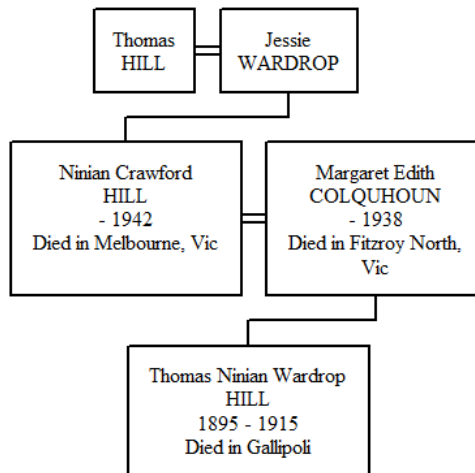 Thomas
HILL
Jessie
WARDROP
Ninian Crawford
HILL
- 1942
Died in Melbourne, Vic
Margaret Edith
COLQUHOUN
- 1938
Died in Fitzroy North,
Vic
Thomas Ninian Wardrop
HILL
1895 - 1915
Died in Gallipoli